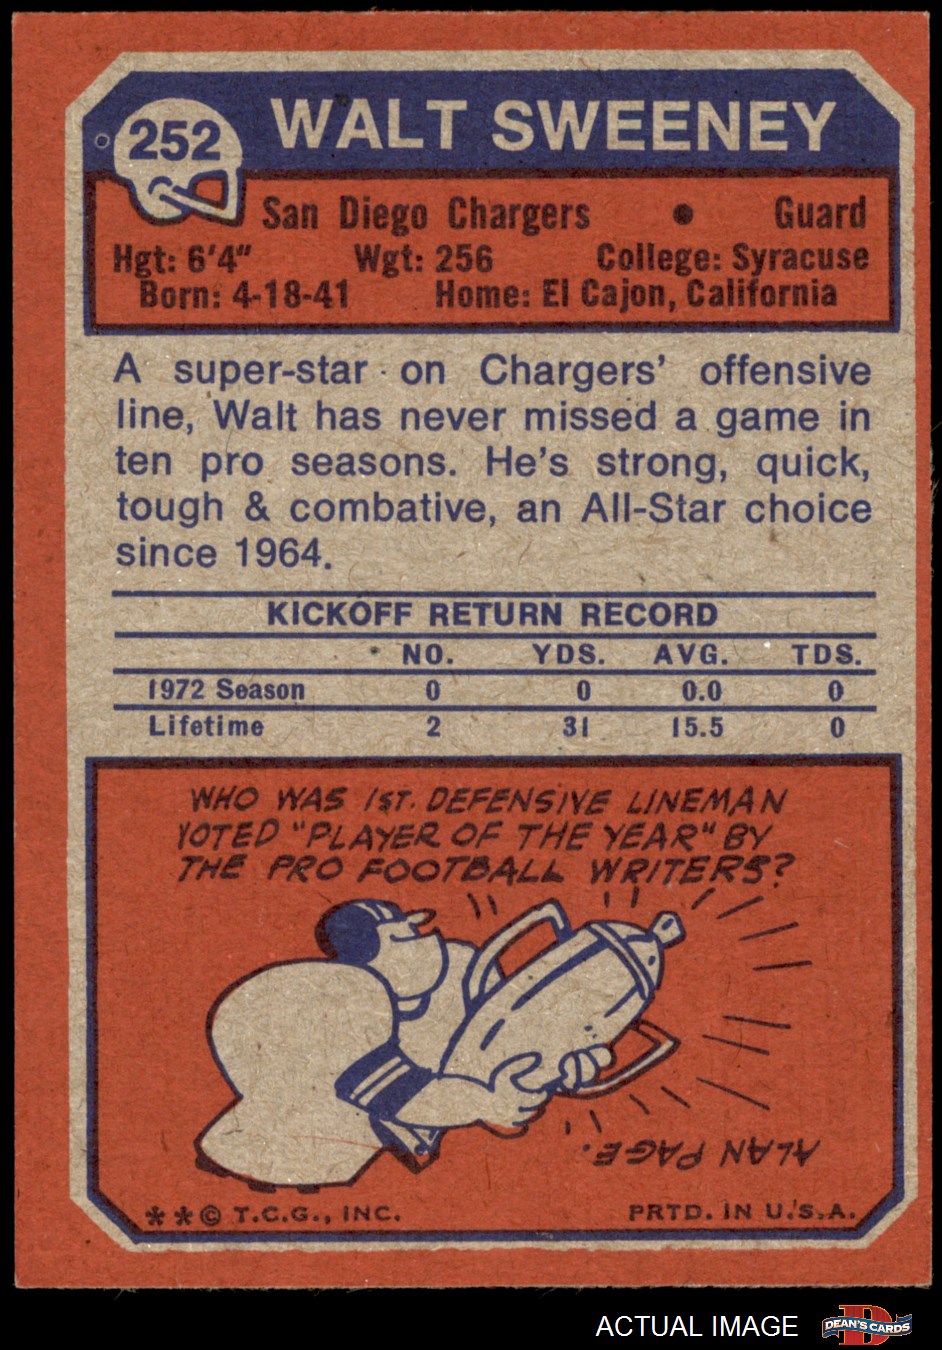 252
WALT SWEENEY
San Diego Chargers • Guard
Hgt: 6'4" Wgt: 256 College: Syracuse
Born: 4-18-41 Home: El Cajon, California
A super-star on Chargers' offensive
line, Walt has never missed a game in
ten pro seasons. He's strong, quick,
tough & combative, an All-Star choice
since 1964.
KICKOFF RETURN RECORD
NO. YDS. AVG. TDS.
1972 Season 0 0 0.0 0
Lifetime 2 31 15.5 0
WHO WAS 1ST. DEFENSIVE LINEMAN
VOTED "PLAYER OF THE YEAR" BY
THE PRO FOOTBALL WRITERS?
ALAN PAGE.
** © T.C.G., INC. PRTD. IN U.S.A.
ACTUAL IMAGE
D
DEAN'S CARDS